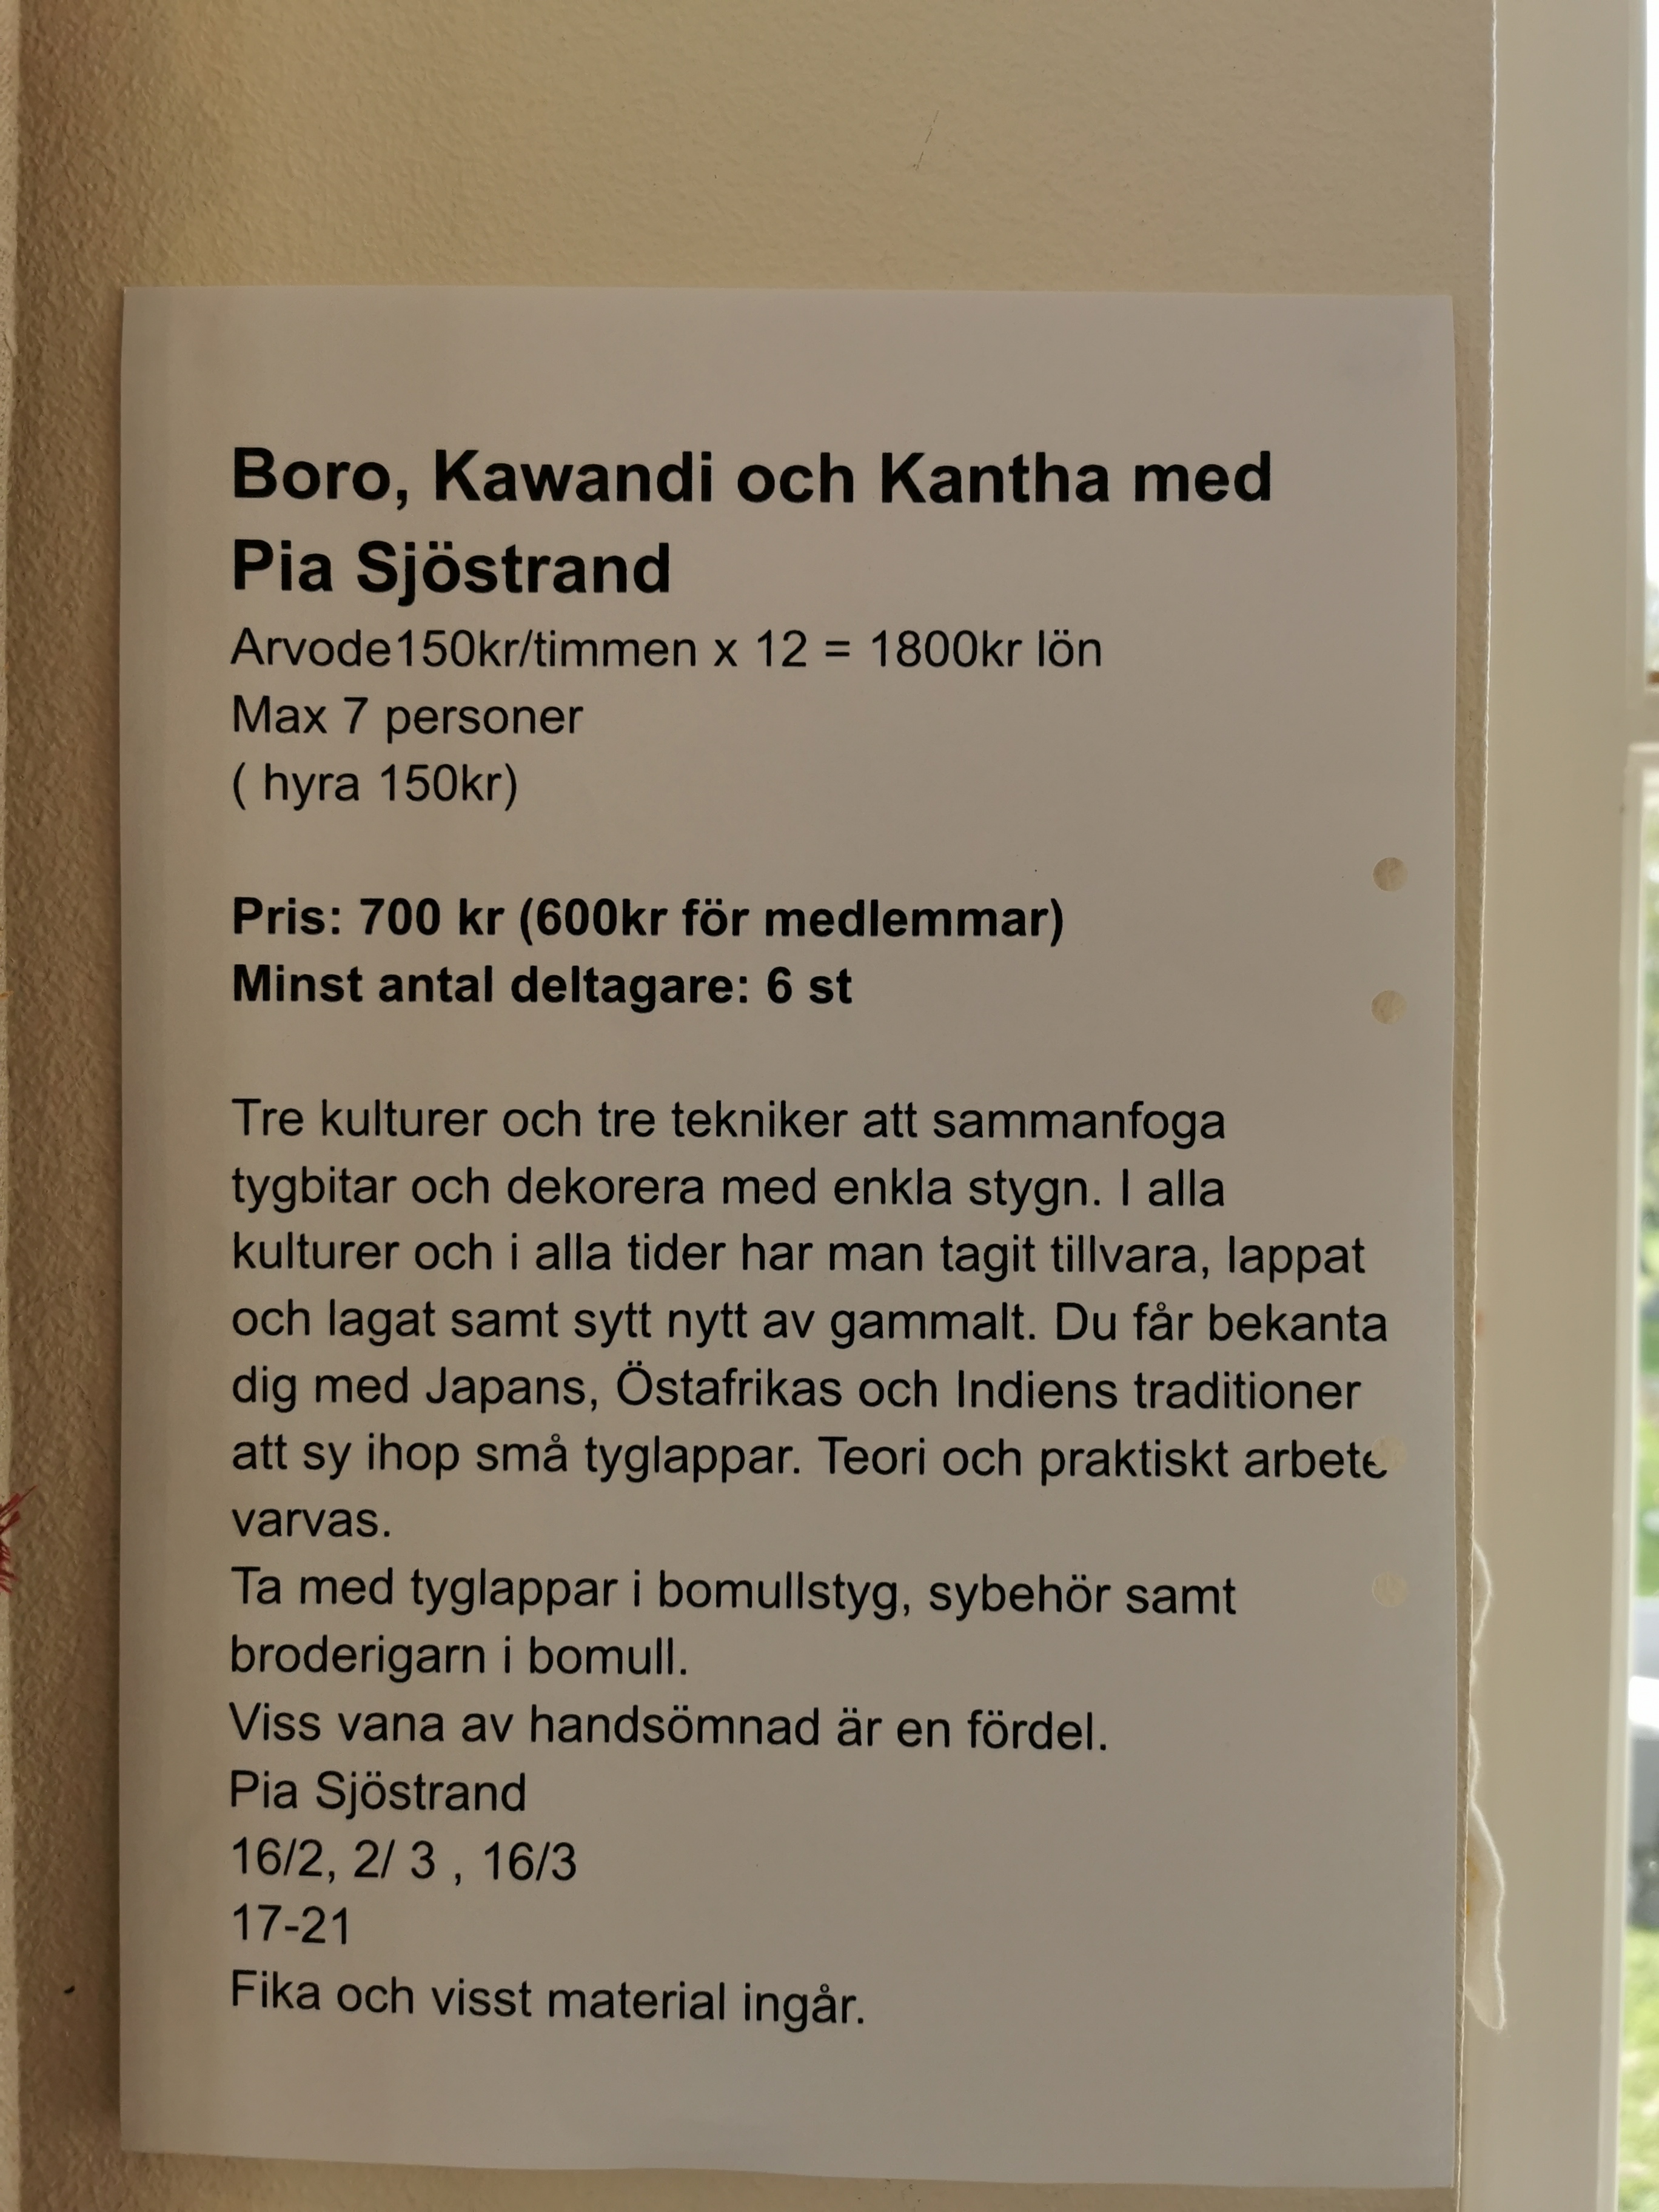 Boro, Kawandi och Kantha med
Pia Sjöstrand
Arvode150kr/timmen x 12 = 1800kr lön
Max 7 personer
( hyra 150kr)
Pris: 700 kr (600kr för medlemmar)
Minst antal deltagare: 6 st
Tre kulturer och tre tekniker att sammanfoga
tygbitar och dekorera med enkla stygn. I alla
kulturer och i alla tider har man tagit tillvara, lappat
och lagat samt sytt nytt av gammalt. Du får bekanta
dig med Japans, Östafrikas och Indiens traditioner
att sy ihop små tyglappar. Teori och praktiskt arbete
varvas.
Ta med tyglappar i bomullstyg, sybehör samt
broderigarn i bomull.
Viss vana av handsömnad är en fördel.
Pia Sjöstrand
16/2, 2/ 3 , 16/3
17-21
Fika och visst material ingår.